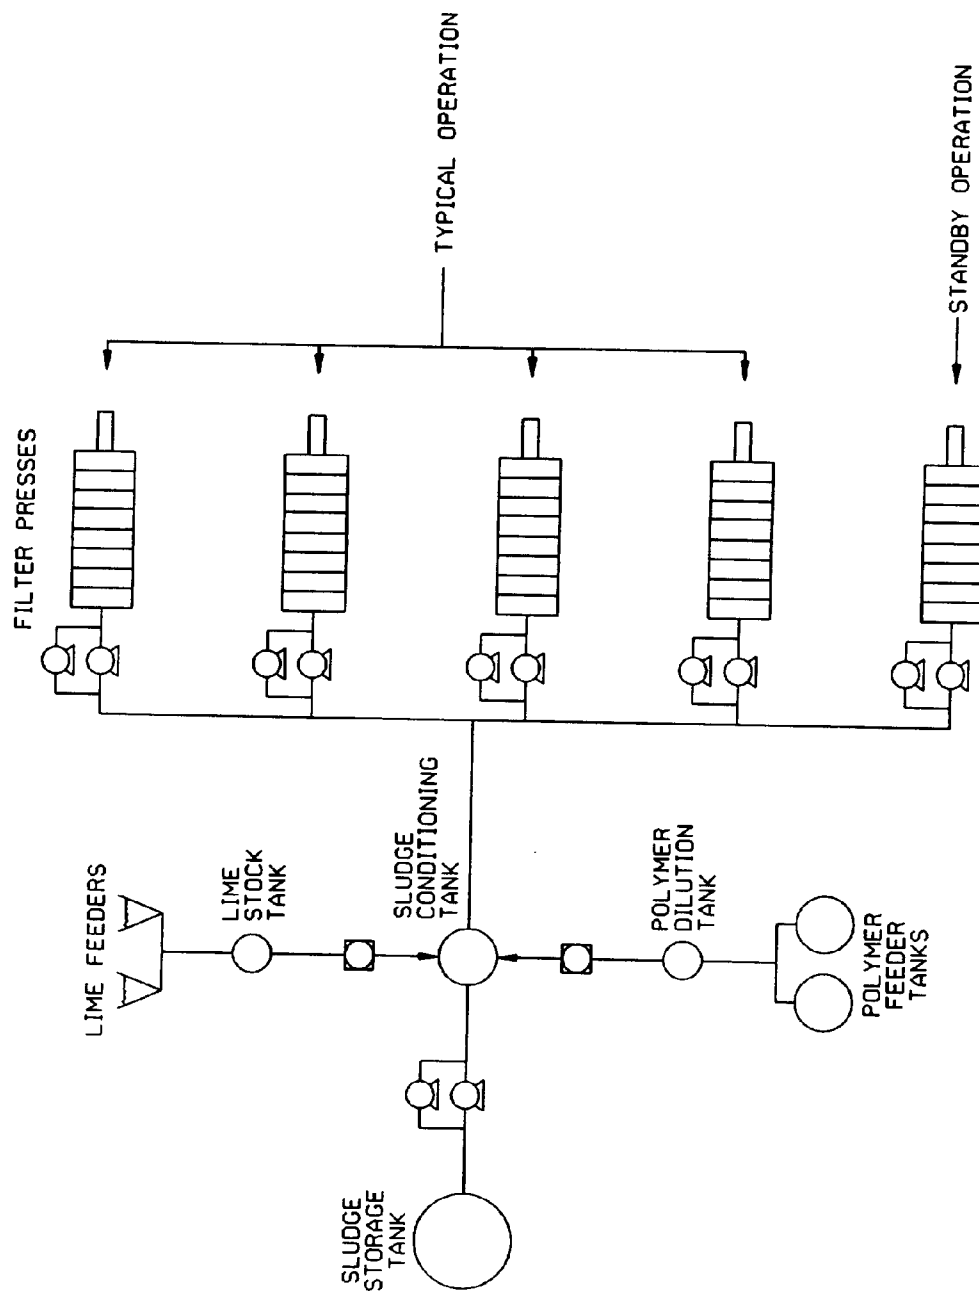 FILTER PRESSES
TYPICAL OPERATION
STANDBY OPERATION
LIME FEEDERS
LIME
STOCK
TANK
SLUDGE
CONDITIONING
TANK
POLYMER
DILUTION
TANK
POLYMER
FEEDER
TANKS
SLUDGE
STORAGE
TANK